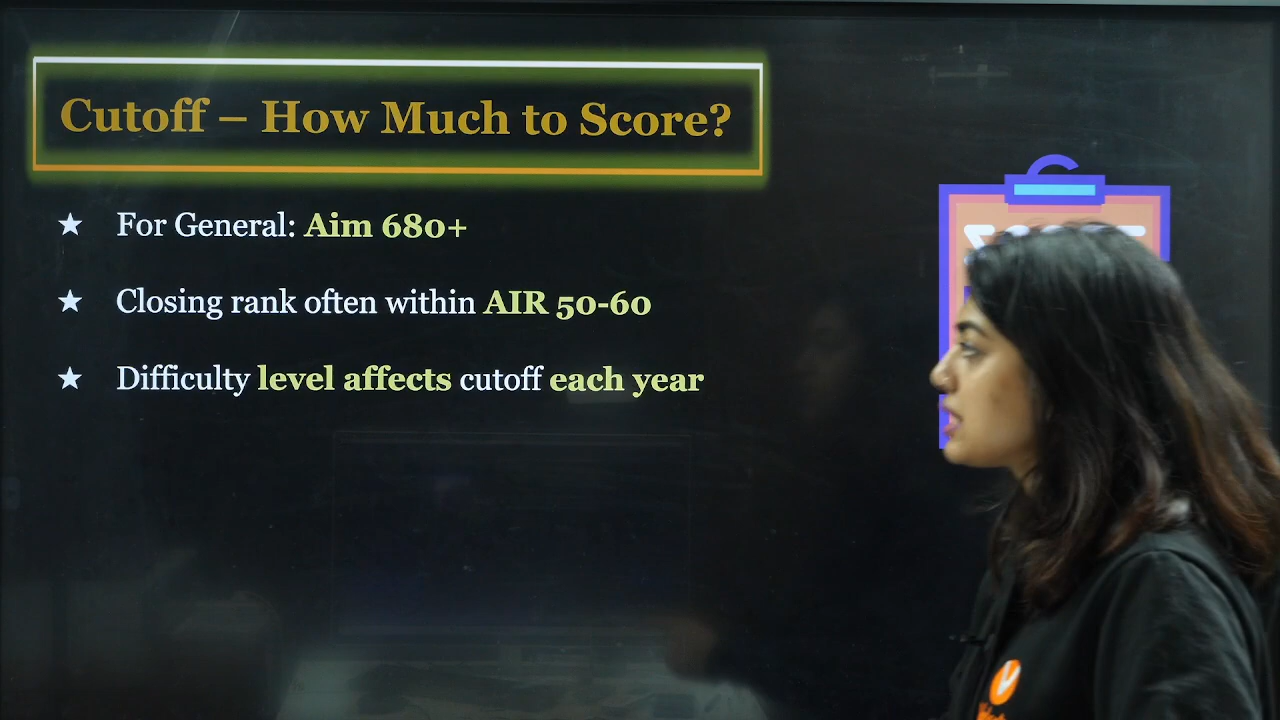 Cutoff – How Much to Score?
★ For General: Aim 680+
★ Closing rank often within AIR 50-60
★ Difficulty level affects cutoff each year